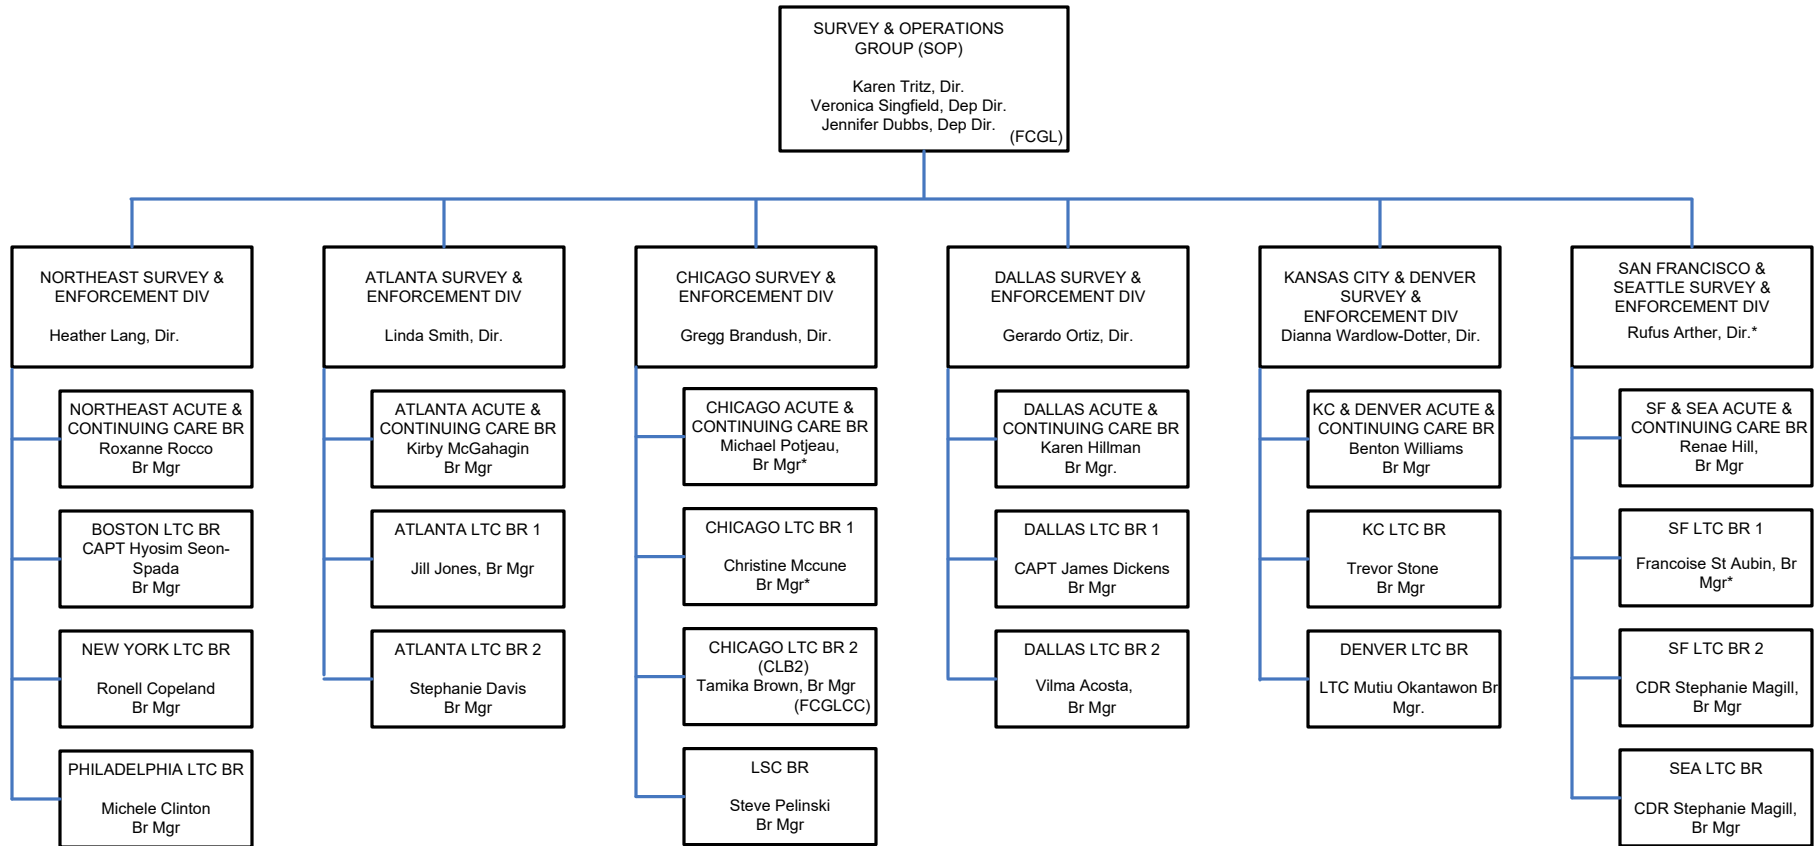 SURVEY & OPERATIONS
GROUP (SOP)
Karen Tritz, Dir.
Veronica Singfield, Dep Dir.
Jennifer Dubbs, Dep Dir.
(FCGL)
NORTHEAST SURVEY &
ENFORCEMENT DIV
Heather Lang, Dir.
NORTHEAST ACUTE &
CONTINUING CARE BR
Roxanne Rocco
Br Mgr
BOSTON LTC BR
CAPT Hyosim Seon-
Spada
Br Mgr
NEW YORK LTC BR
Ronell Copeland
Br Mgr
PHILADELPHIA LTC BR
Michele Clinton
Br Mgr
ATLANTA SURVEY &
ENFORCEMENT DIV
Linda Smith, Dir.
ATLANTA ACUTE &
CONTINUING CARE BR
Kirby McGahagin
Br Mgr
ATLANTA LTC BR 1
Jill Jones, Br Mgr
ATLANTA LTC BR 2
Stephanie Davis
Br Mgr
CHICAGO SURVEY &
ENFORCEMENT DIV
Gregg Brandush, Dir.
CHICAGO ACUTE &
CONTINUING CARE BR
Michael Potjeau,
Br Mgr*
CHICAGO LTC BR 1
Christine Mccune
Br Mgr*
CHICAGO LTC BR 2
(CLB2)
Tamika Brown, Br Mgr
(FCGLCC)
LSC BR
Steve Pelinski
Br Mgr
DALLAS SURVEY &
ENFORCEMENT DIV
Gerardo Ortiz, Dir.
DALLAS ACUTE &
CONTINUING CARE BR
Karen Hillman
Br Mgr.
DALLAS LTC BR 1
CAPT James Dickens
Br Mgr
DALLAS LTC BR 2
Vilma Acosta,
Br Mgr
KANSAS CITY & DENVER
SURVEY &
ENFORCEMENT DIV
Dianna Wardlow-Dotter, Dir.
KC & DENVER ACUTE &
CONTINUING CARE BR
Benton Williams
Br Mgr
KC LTC BR
Trevor Stone
Br Mgr
DENVER LTC BR
LTC Mutiu Okantawon Br
Mgr.
SAN FRANCISCO &
SEATTLE SURVEY &
ENFORCEMENT DIV
Rufus Arther, Dir.*
SF & SEA ACUTE &
CONTINUING CARE BR
Renae Hill,
Br Mgr
SF LTC BR 1
Francoise St Aubin, Br
Mgr*
SF LTC BR 2
CDR Stephanie Magill,
Br Mgr
SEA LTC BR
CDR Stephanie Magill,
Br Mgr